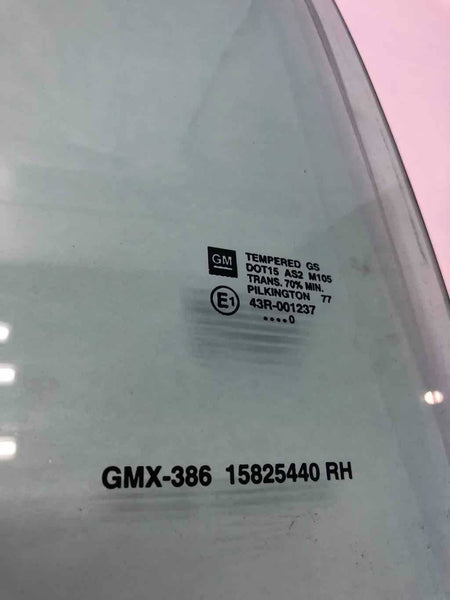 GM
TEMPERED GS
DOT15 AS2 M105
TRANS. 70% MIN.
PILKINGTON 77
E1 43R-001237
••••0
GMX-386 15825440 RH